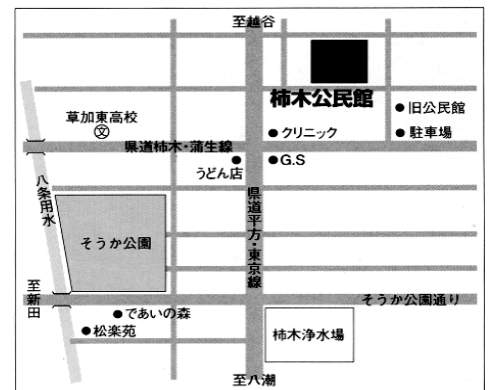 至越谷
柿木公民館
旧公民館
草加東高校
文
クリニック
駐車場
県道柿木・蒲生線
うどん店
G.S
八条用水
県道平方・東京線
そうか公園
至新田
そうか公園通り
であいの森
松楽苑
柿木浄水場
至八潮